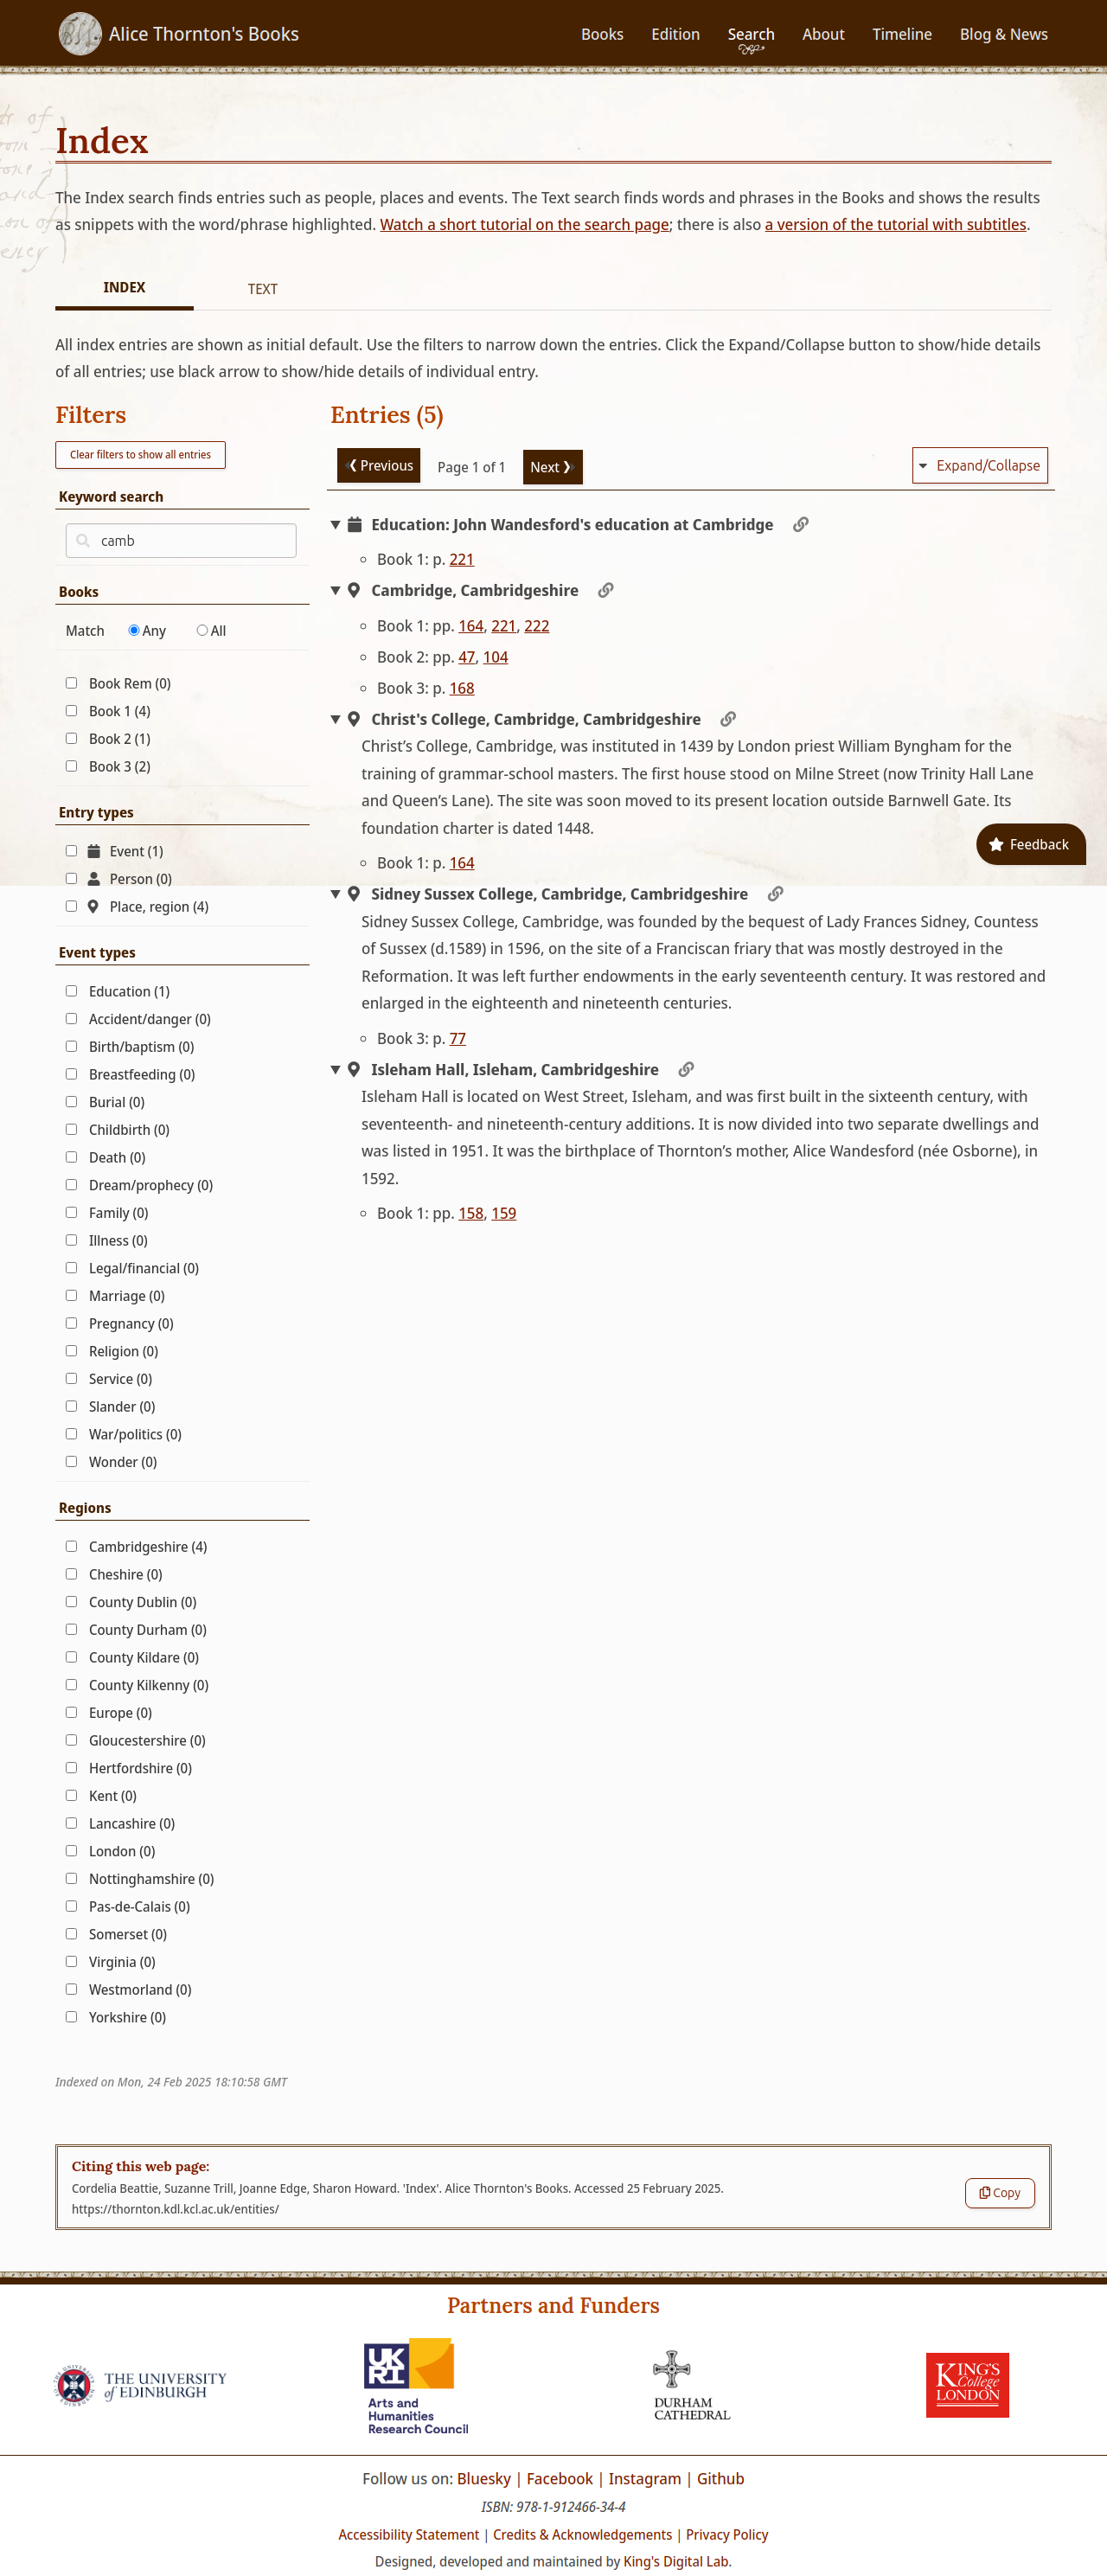 Alice Thornton's Books
Books
Edition
Search
About
Timeline
Blog & News
Index
The Index search finds entries such as people, places and events. The Text search finds words and phrases in the Books and shows the results
as snippets with the word/phrase highlighted. Watch a short tutorial on the search page; there is also a version of the tutorial with subtitles.
INDEX
TEXT
All index entries are shown as initial default. Use the filters to narrow down the entries. Click the Expand/Collapse button to show/hide details
of all entries; use black arrow to show/hide details of individual entry.
Filters
Clear filters to show all entries
Keyword search
camb
Books
Match Any All
Book Rem (0)
Book 1 (4)
Book 2 (1)
Book 3 (2)
Entry types
Event (1)
Person (0)
Place, region (4)
Event types
Education (1)
Accident/danger (0)
Birth/baptism (0)
Breastfeeding (0)
Burial (0)
Childbirth (0)
Death (0)
Dream/prophecy (0)
Family (0)
Illness (0)
Legal/financial (0)
Marriage (0)
Pregnancy (0)
Religion (0)
Service (0)
Slander (0)
War/politics (0)
Wonder (0)
Regions
Cambridgeshire (4)
Cheshire (0)
County Dublin (0)
County Durham (0)
County Kildare (0)
County Kilkenny (0)
Europe (0)
Gloucestershire (0)
Hertfordshire (0)
Kent (0)
Lancashire (0)
London (0)
Nottinghamshire (0)
Pas-de-Calais (0)
Somerset (0)
Virginia (0)
Westmorland (0)
Yorkshire (0)
Entries (5)
Previous
Page 1 of 1
Next
Expand/Collapse
Education: John Wandesford's education at Cambridge
Book 1: p. 221
Cambridge, Cambridgeshire
Book 1: pp. 164, 221, 222
Book 2: pp. 47, 104
Book 3: p. 168
Christ's College, Cambridge, Cambridgeshire
Christ’s College, Cambridge, was instituted in 1439 by London priest William Byngham for the
training of grammar-school masters. The first house stood on Milne Street (now Trinity Hall Lane
and Queen’s Lane). The site was soon moved to its present location outside Barnwell Gate. Its
foundation charter is dated 1448.
Book 1: p. 164
Sidney Sussex College, Cambridge, Cambridgeshire
Sidney Sussex College, Cambridge, was founded by the bequest of Lady Frances Sidney, Countess
of Sussex (d.1589) in 1596, on the site of a Franciscan friary that was mostly destroyed in the
Reformation. It was left further endowments in the early seventeenth century. It was restored and
enlarged in the eighteenth and nineteenth centuries.
Book 3: p. 77
Isleham Hall, Isleham, Cambridgeshire
Isleham Hall is located on West Street, Isleham, and was first built in the sixteenth century, with
seventeenth- and nineteenth-century additions. It is now divided into two separate dwellings and
was listed in 1951. It was the birthplace of Thornton’s mother, Alice Wandesford (née Osborne), in
1592.
Book 1: pp. 158, 159
Feedback
Indexed on Mon, 24 Feb 2025 18:10:58 GMT
Citing this web page:
Cordelia Beattie, Suzanne Trill, Joanne Edge, Sharon Howard. 'Index'. Alice Thornton's Books. Accessed 25 February 2025.
https://thornton.kdl.kcl.ac.uk/entities/
Copy
Partners and Funders
THE UNIVERSITY
of EDINBURGH
UKRI
Arts and
Humanities
Research Council
DURHAM
CATHEDRAL
KING'S
College
LONDON
Follow us on: Bluesky | Facebook | Instagram | Github
ISBN: 978-1-912466-34-4
Accessibility Statement | Credits & Acknowledgements | Privacy Policy
Designed, developed and maintained by King's Digital Lab.